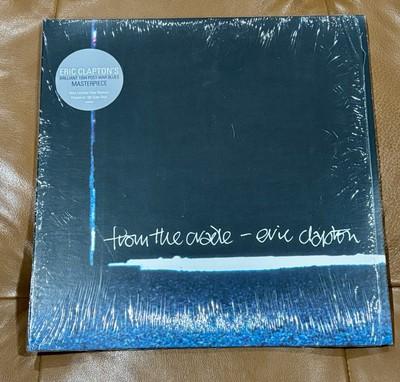 ERIC CLAPTON'S
BRILLIANT 1994 POST-WAR BLUES
MASTERPIECE
from the cradle – eric clapton